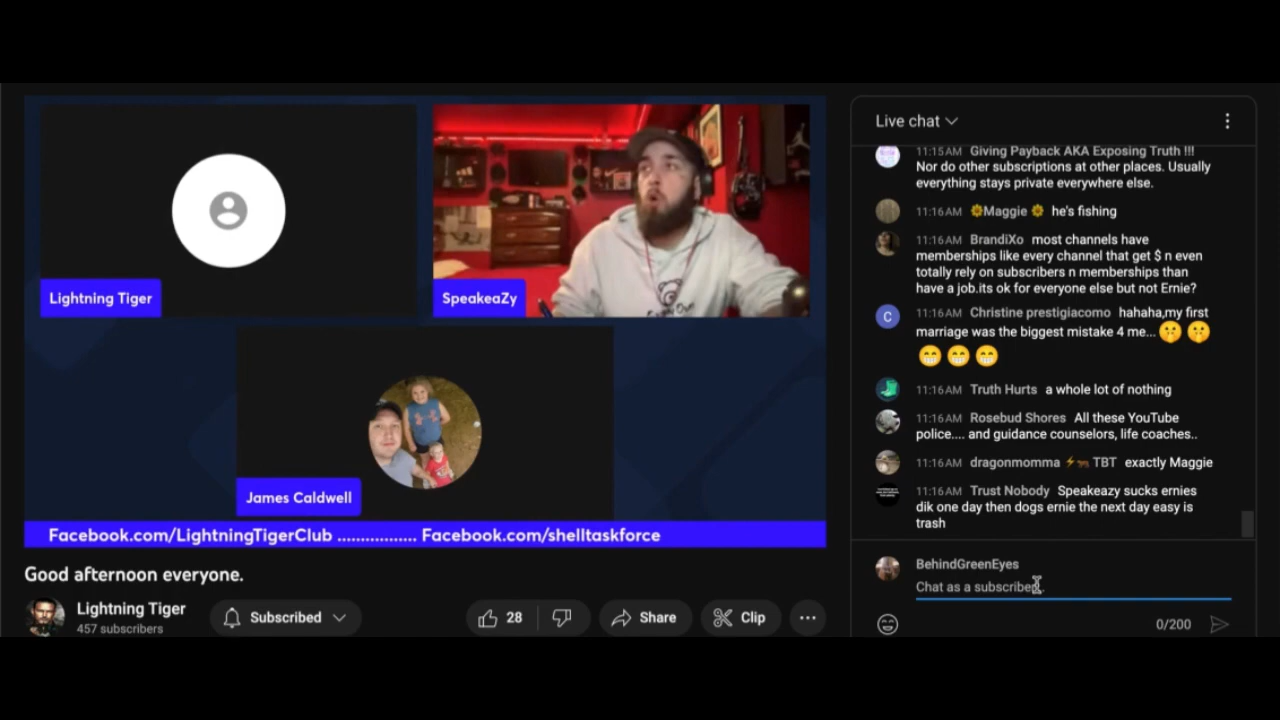 Lightning Tiger
SpeakeaZy
James Caldwell
Facebook.com/LightningTigerClub ................. Facebook.com/shelltaskforce
Good afternoon everyone.
Lightning Tiger
457 subscribers
Subscribed
28
Share
Clip
Live chat
11:15AM Giving Payback AKA Exposing Truth !!!
Nor do other subscriptions at other places. Usually
everything stays private everywhere else.
11:16AM 🌻Maggie 🌻 he's fishing
11:16AM BrandiXo most channels have
memberships like every channel that get $ n even
totally rely on subscribers n memberships than
have a job.its ok for everyone else but not Ernie?
C
11:16AM Christine prestigiacomo hahaha,my first
marriage was the biggest mistake 4 me... 🤫 🤫
😁 😁 😁
11:16AM Truth Hurts a whole lot of nothing
11:16AM Rosebud Shores All these YouTube
police.... and guidance counselors, life coaches..
11:16AM dragonmomma ⚡🐅 TBT exactly Maggie
11:16AM Trust Nobody Speakeazy sucks ernies
dik one day then dogs ernie the next day easy is
trash
BehindGreenEyes
Chat as a subscriber...
0/200